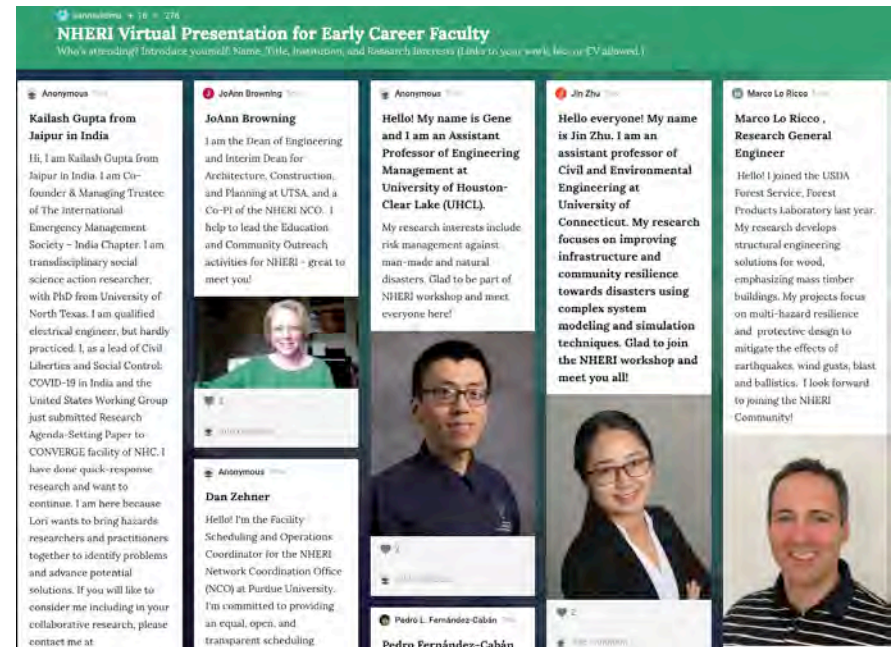 + 16
276
NHERI Virtual Presentation for Early Career Faculty
Who's attending? Introduce yourself: Name, Title, Institution, and Research Interests (Links to your work, bio, or CV allowed.)
Anonymous
Kailash Gupta from
Jaipur in India
Hi, I am Kailash Gupta from
Jaipur in India. I am Co-
founder & Managing Trustee
of The International
Emergency Management
Society – India Chapter. I am
transdisciplinary social
science action researcher,
with PhD from University of
North Texas. I am qualified
electrical engineer, but hardly
practiced. I, as a lead of Civil
Liberties and Social Control:
COVID-19 in India and the
United States Working Group
just submitted Research
Agenda-Setting Paper to
CONVERGE facility of NHC. I
have done quick-response
research and want to
continue. I am here because
Lori wants to bring hazards
researchers and practitioners
together to identify problems
and advance potential
solutions. If you will like to
consider me including in your
collaborative research, please
contact me at
JoAnn Browning
JoAnn Browning
I am the Dean of Engineering
and Interim Dean for
Architecture, Construction,
and Planning at UTSA, and a
Co-PI of the NHERI NCO. I
help to lead the Education
and Community Outreach
activities for NHERI - great to
meet you!
Anonymous
Dan Zehner
Hello! I'm the Facility
Scheduling and Operations
Coordinator for the NHERI
Network Coordination Office
(NCO) at Purdue University.
I'm committed to providing
an equal, open, and
transparent scheduling
Anonymous
Hello! My name is Gene
and I am an Assistant
Professor of Engineering
Management at
University of Houston-
Clear Lake (UHCL).
My research interests include
risk management against
man-made and natural
disasters. Glad to be part of
NHERI workshop and meet
everyone here!
Pedro L. Fernández-Cabán
Pedro Fernández-Cabán
Jin Zhu
Hello everyone! My name
is Jin Zhu. I am an
assistant professor of
Civil and Environmental
Engineering at
University of
Connecticut. My research
focuses on improving
infrastructure and
community resilience
towards disasters using
complex system
modeling and simulation
techniques. Glad to join
the NHERI workshop and
meet you all!
2
Marco Lo Ricco
Marco Lo Ricco ,
Research General
Engineer
Hello! I joined the USDA
Forest Service, Forest
Products Laboratory last year.
My research develops
structural engineering
solutions for wood,
emphasizing mass timber
buildings. My projects focus
on multi-hazard resilience
and protective design to
mitigate the effects of
earthquakes, wind gusts, blast
and ballistics. I look forward
to joining the NHERI
Community!